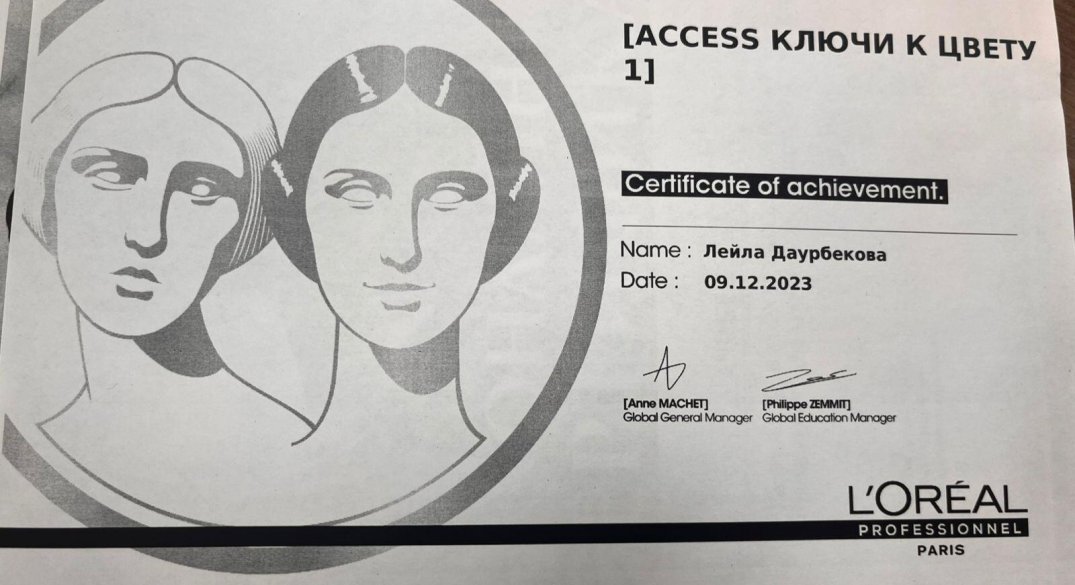 [ACCESS КЛЮЧИ К ЦВЕТУ
1]
Certificate of achievement.
Name : Лейла Даурбекова
Date : 09.12.2023
[Anne MACHET] [Philippe ZEMMIT]
Global General Manager Global Education Manager
L'ORÉAL
PROFESSIONNEL
PARIS